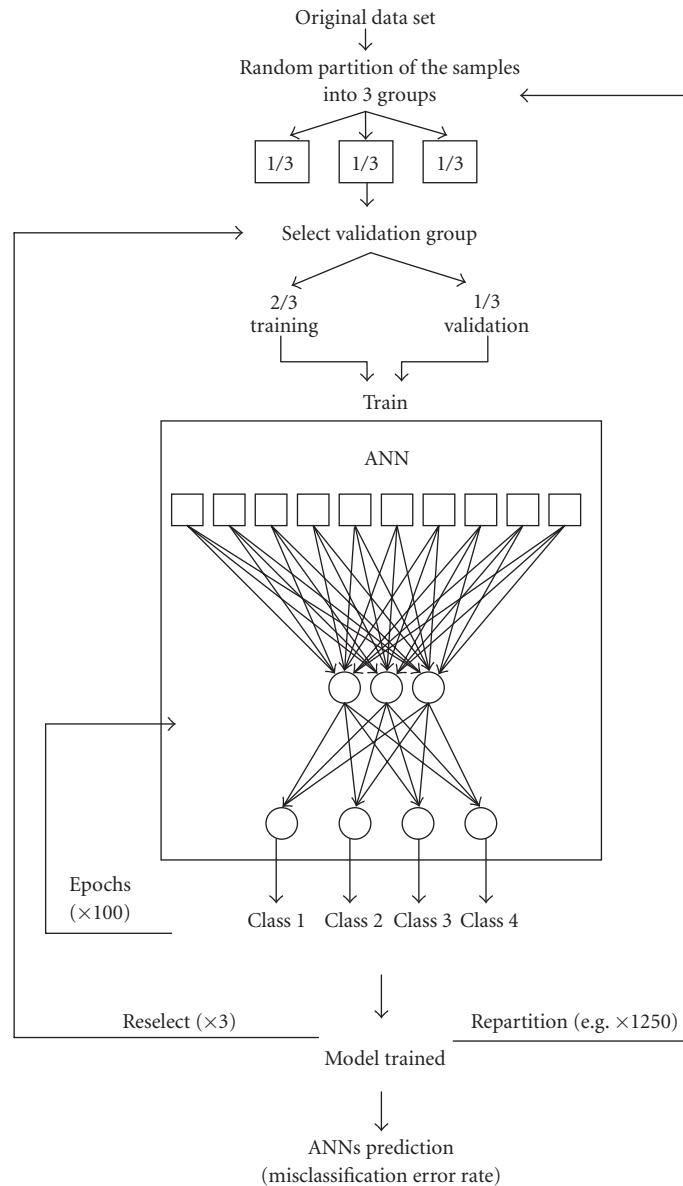 Original data set
Random partition of the samples
into 3 groups
1/3
1/3
1/3
Select validation group
2/3
training
1/3
validation
Train
ANN
Epochs
(×100)
Class 1
Class 2
Class 3
Class 4
Reselect (×3)
Repartition (e.g. ×1250)
Model trained
ANNs prediction
(misclassification error rate)